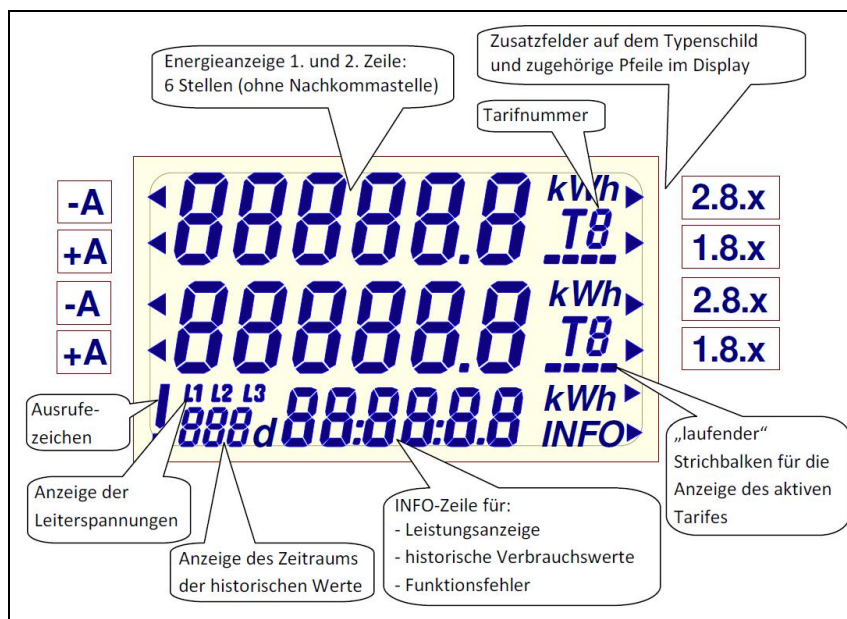 Energieanzeige 1. und 2. Zeile:
6 Stellen (ohne Nachkommastelle)
Zusatzfelder auf dem Typenschild
und zugehörige Pfeile im Display
Tarifnummer
-A
88888.8 kWh
2.8.x
+A
T8
1.8.x
-A
88888.8 kWh
2.8.x
+A
T8
1.8.x
L1 L2 L3
kWh
888d 88:88:8.8 INFO
Ausrufe-
zeichen
Anzeige der
Leiterspannungen
Anzeige des Zeitraums
der historischen Werte
INFO-Zeile für:
- Leistungsanzeige
- historische Verbrauchswerte
- Funktionsfehler
„laufender“
Strichbalken für die
Anzeige des aktiven
Tarifes